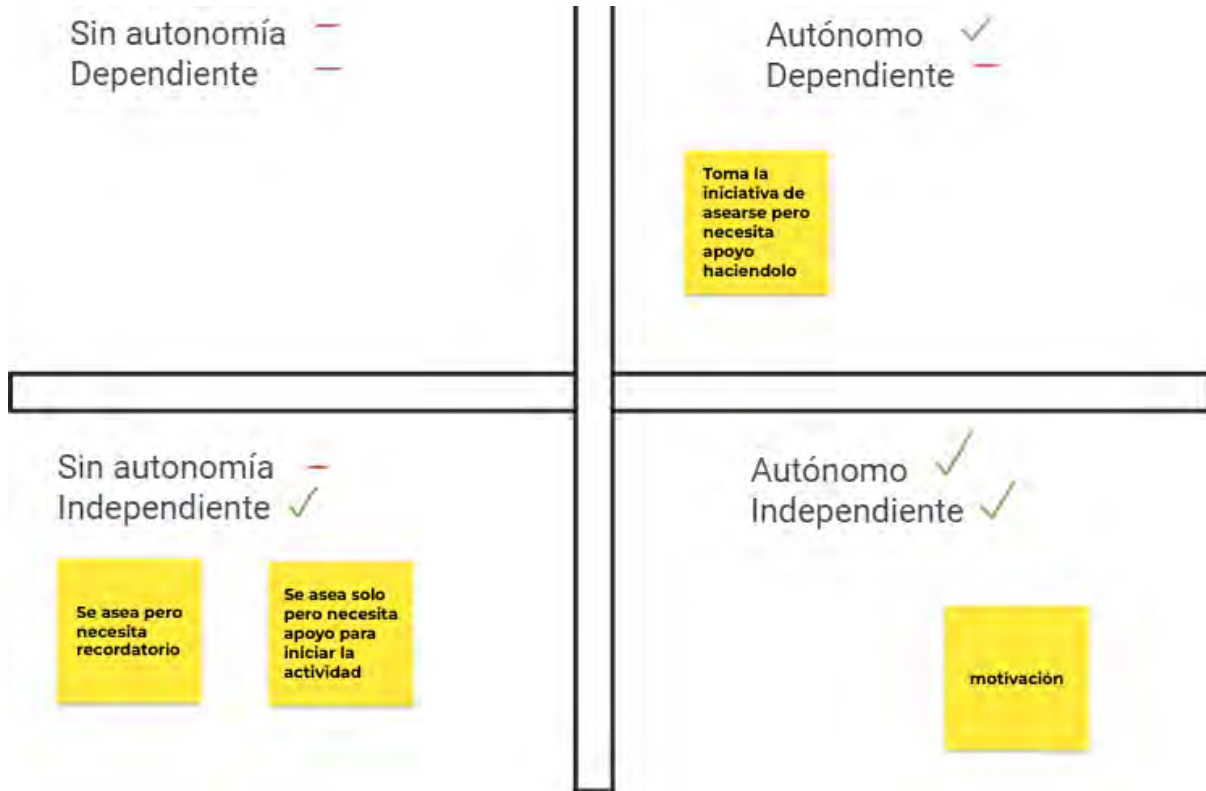 Sin autonomía
Dependiente
Autónomo
Dependiente
Toma la
iniciativa de
asearse pero
necesita
apoyo
haciendolo
Sin autonomía
Independiente
Se asea pero
necesita
recordatorio
Se asea solo
pero necesita
apoyo para
iniciar la
actividad
Autónomo
Independiente
motivación